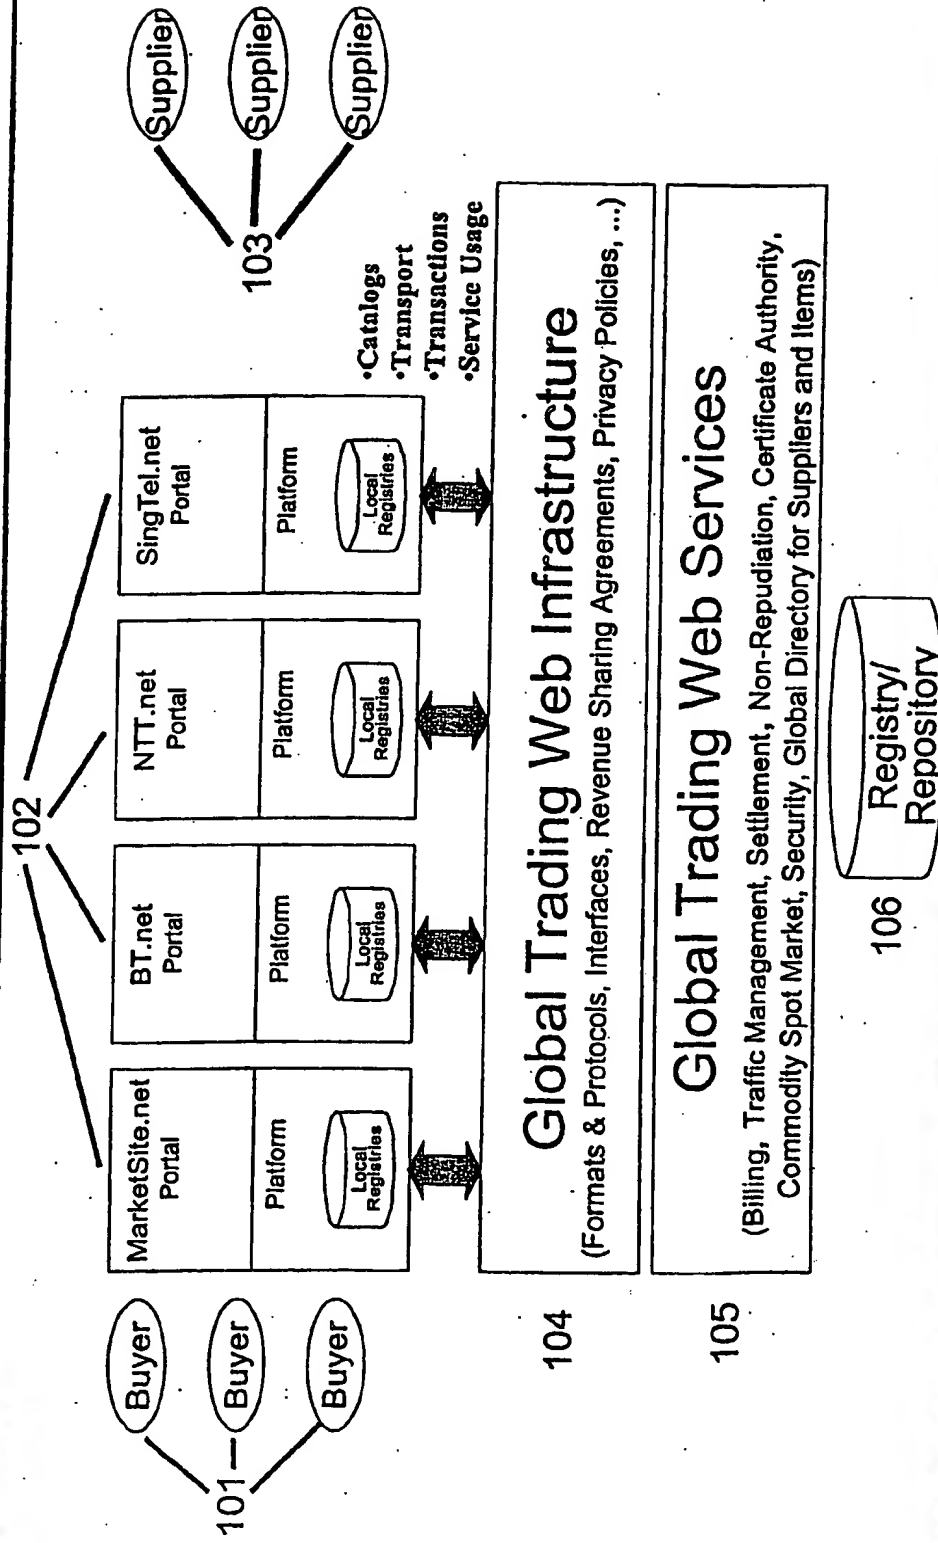 102
MarketSite.net
Portal
Platform
Local
Registries
BT.net
Portal
Platform
Local
Registries
NTT.net
Portal
Platform
Local
Registries
SingTel.net
Portal
Platform
Local
Registries
101
Buyer
Buyer
Buyer
103
Supplier
Supplier
Supplier
•Catalogs
•Transport
•Transactions
•Service Usage
104
Global Trading Web Infrastructure
(Formats & Protocols, Interfaces, Revenue Sharing Agreements, Privacy Policies, ...)
105
Global Trading Web Services
(Billing, Traffic Management, Settlement, Non-Repudiation, Certificate Authority,
Commodity Spot Market, Security, Global Directory for Suppliers and Items)
106
Registry/
Repository